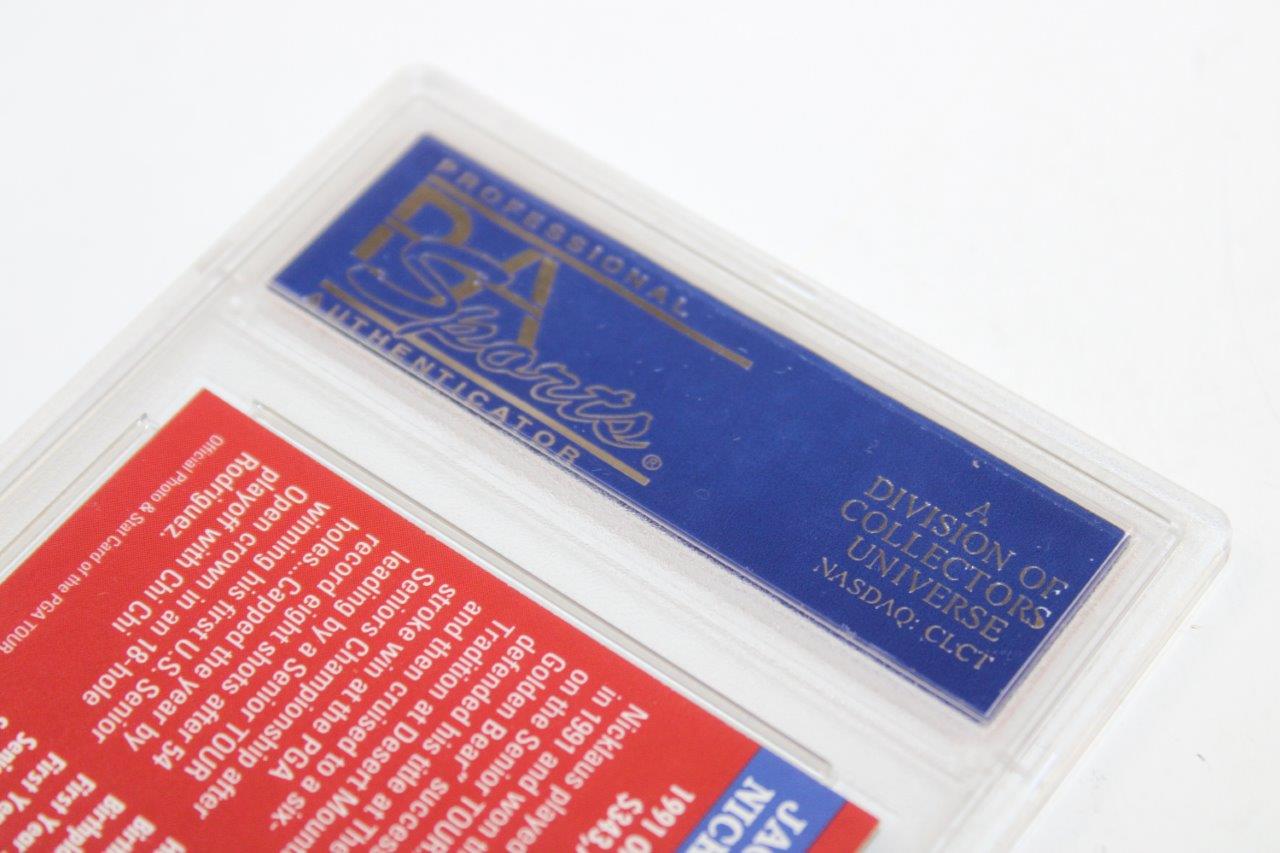 PROFESSIONAL
PSA
Sports®
AUTHENTICATOR
A
DIVISION OF
COLLECTORS
UNIVERSE
NASDAQ: CLCT
1991
$343,
Nicklaus played
in 1991 and won
on the Senior TOUR.
Golden Bear"
defended his title at The
Tradition at Desert
and then cruised to a six-
stroke win at the PGA
Seniors Championship after
leading by a Senior TOUR
record eight shots after 54
holes... Capped the year by
winning his first U.S. Senior
Open crown in an 18-hole
playoff with Chi Chi
Rodriguez.
Official Photo & Stat Card of the PGA TOUR
First Year
First Year